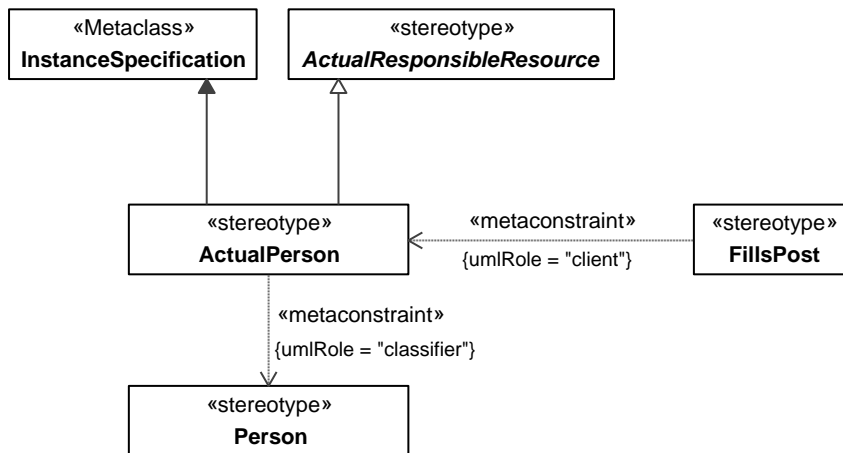 «Metaclass»
InstanceSpecification
«stereotype»
ActualResponsibleResource
«stereotype»
ActualPerson
«metaconstraint»
{umlRole = "client"}
«stereotype»
FillsPost
«metaconstraint»
{umlRole = "classifier"}
«stereotype»
Person